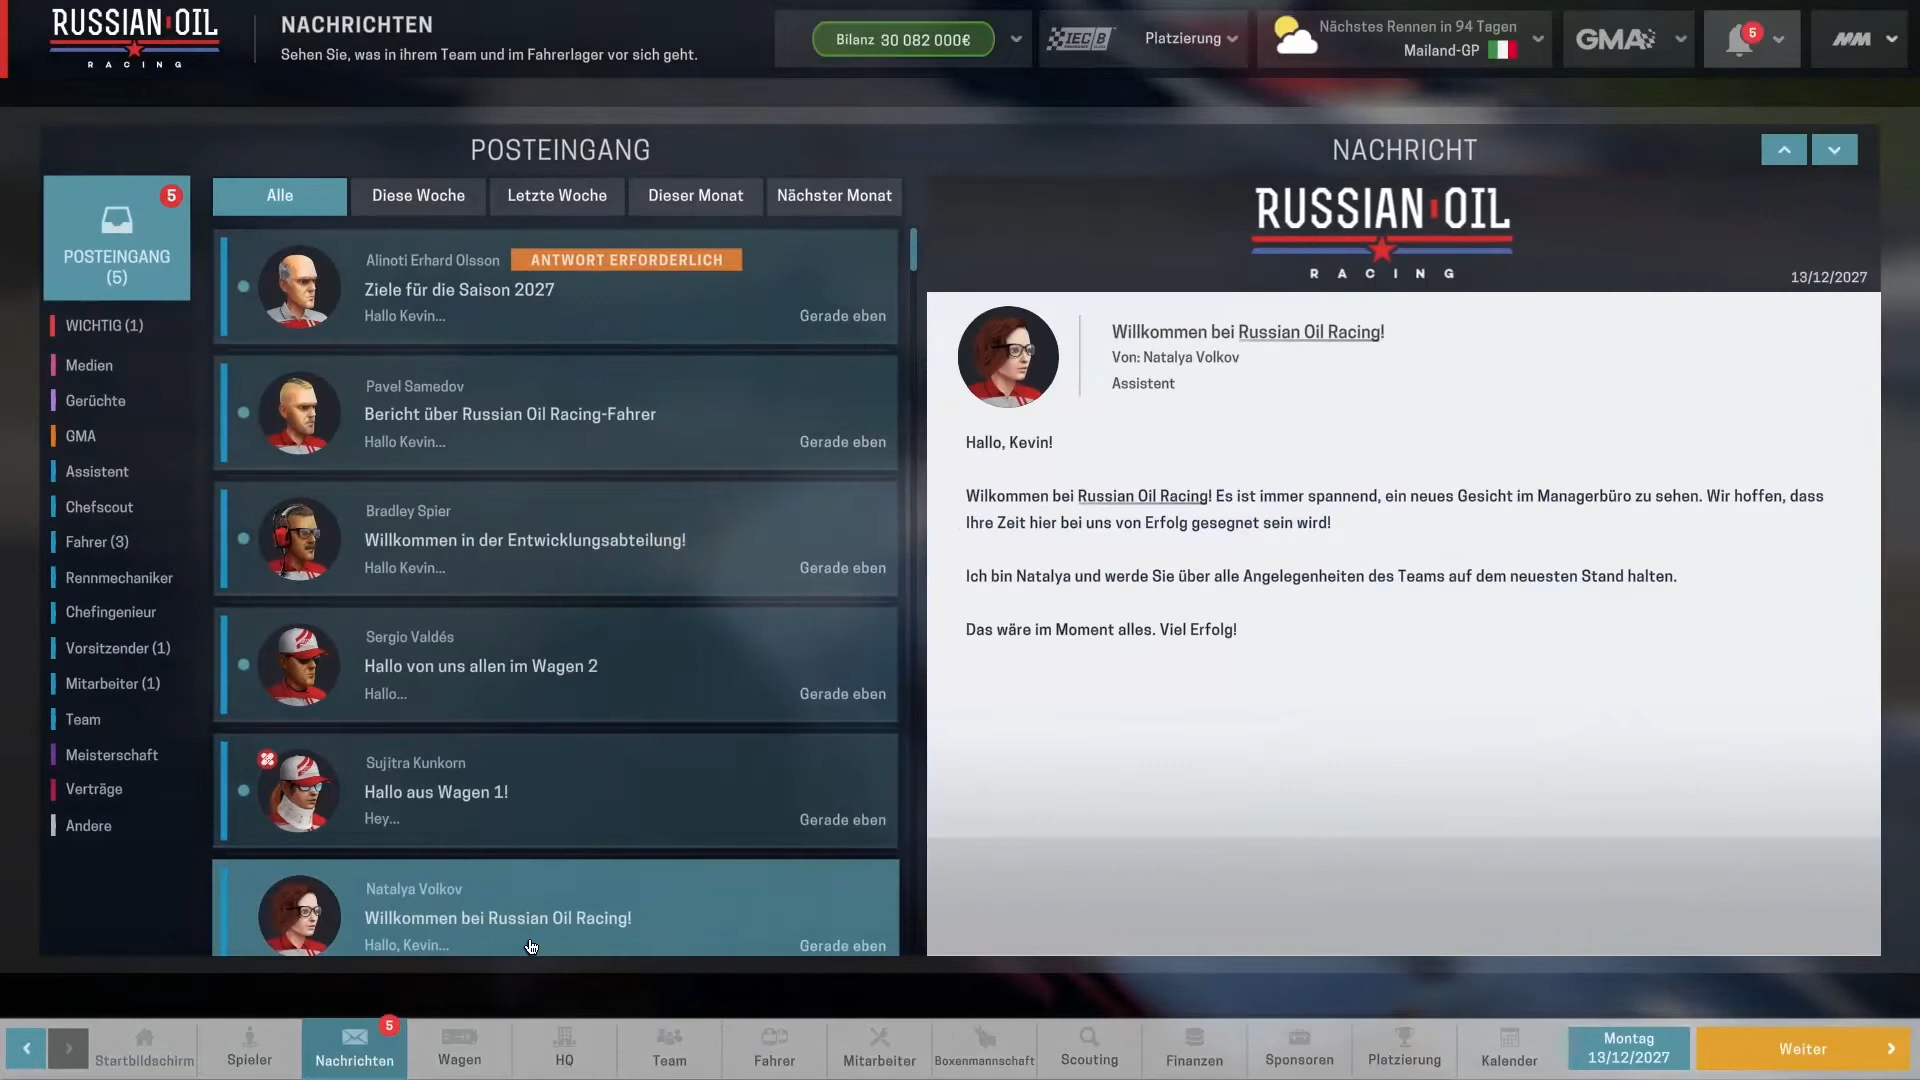 RUSSIAN OIL
RACING
NACHRICHTEN
Sehen Sie, was in ihrem Team und im Fahrerlager vor sich geht.
Bilanz 30 082 000€
IEC B
Platzierung
Nächstes Rennen in 94 Tagen
Mailand-GP
GMA
5
MM
POSTEINGANG
NACHRICHT
5
POSTEINGANG
(5)
WICHTIG (1)
Medien
Gerüchte
GMA
Assistent
Chefscout
Fahrer (3)
Rennmechaniker
Chefingenieur
Vorsitzender (1)
Mitarbeiter (1)
Team
Meisterschaft
Verträge
Andere
Alle
Diese Woche
Letzte Woche
Dieser Monat
Nächster Monat
Alinoti Erhard Olsson
ANTWORT ERFORDERLICH
Ziele für die Saison 2027
Hallo Kevin...
Gerade eben
Pavel Samedov
Bericht über Russian Oil Racing-Fahrer
Hallo Kevin...
Gerade eben
Bradley Spier
Willkommen in der Entwicklungsabteilung!
Hallo Kevin...
Gerade eben
Sergio Valdés
Hallo von uns allen im Wagen 2
Hallo...
Gerade eben
Sujitra Kunkorn
Hallo aus Wagen 1!
Hey...
Gerade eben
Natalya Volkov
Willkommen bei Russian Oil Racing!
Hallo, Kevin...
Gerade eben
RUSSIAN OIL
RACING
13/12/2027
Willkommen bei Russian Oil Racing!
Von: Natalya Volkov
Assistent
Hallo, Kevin!
Wilkommen bei Russian Oil Racing! Es ist immer spannend, ein neues Gesicht im Managerbüro zu sehen. Wir hoffen, dass
Ihre Zeit hier bei uns von Erfolg gesegnet sein wird!
Ich bin Natalya und werde Sie über alle Angelegenheiten des Teams auf dem neuesten Stand halten.
Das wäre im Moment alles. Viel Erfolg!
Startbildschirm
Spieler
5
Nachrichten
Wagen
HQ
Team
Fahrer
Mitarbeiter
Boxenmannschaft
Scouting
Finanzen
Sponsoren
Platzierung
Kalender
Montag
13/12/2027
Weiter